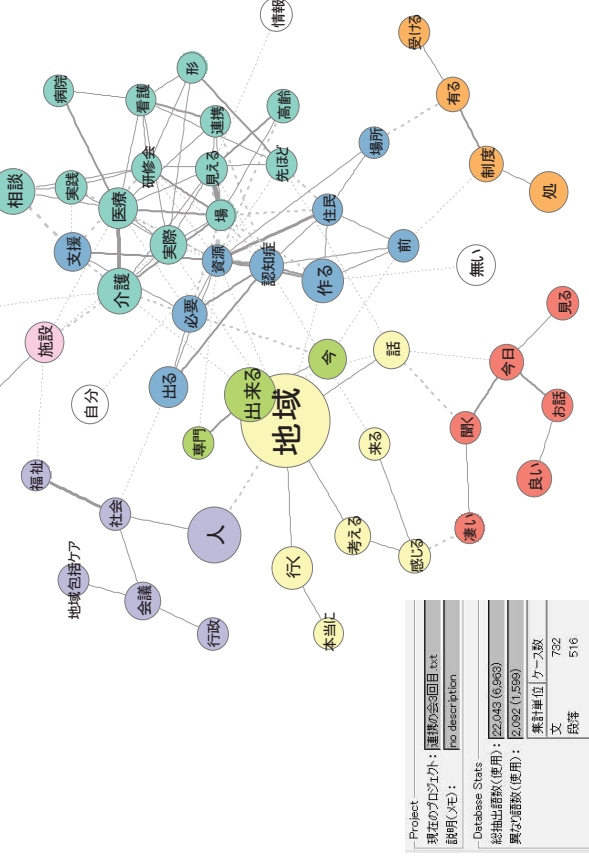 情報
受ける
形
病院
看護
有る
高齢
連携
場所
研修会
見える
先ほど
制度
相談
実践
医療
場
処
住民
支援
実際
資源
認知症
前
介護
作る
無い
必要
施設
今
話
見る
今日
出る
自分
出来る
お話
地域
専門
来る
聞く
良い
福祉
社会
人
考える
感じる
凄い
行く
地域包括ケア
会議
行政
本当に
Project
現在のプロジェクト: 連携の会3回目.txt
説明(メモ): no description
Database Stats
総抽出語数(使用): 22,043 (6,963)
異なり語数(使用): 2,092 (1,599)
集計単位 ケース数
文 732
段落 516